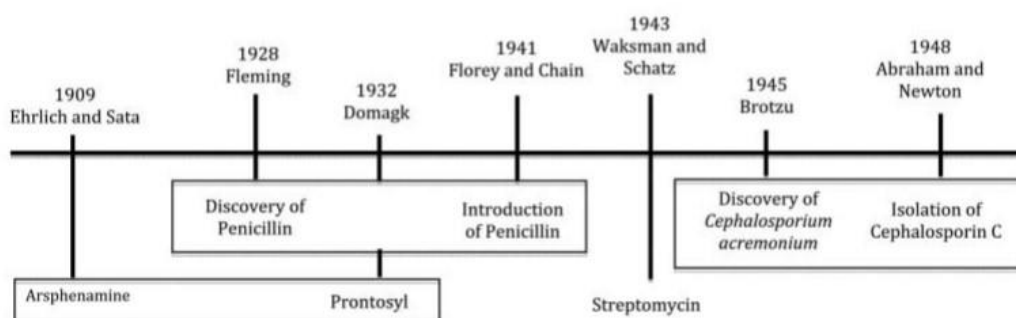 1909
Ehrlich and Sata
1928
Fleming
1932
Domagk
1941
Florey and Chain
1943
Waksman and
Schatz
1945
Brotzu
1948
Abraham and
Newton
Discovery of
Penicillin
Introduction
of Penicillin
Discovery of
Cephalosporium
acremonium
Isolation of
Cephalosporin C
Arsphenamine
Prontosyl
Streptomycin